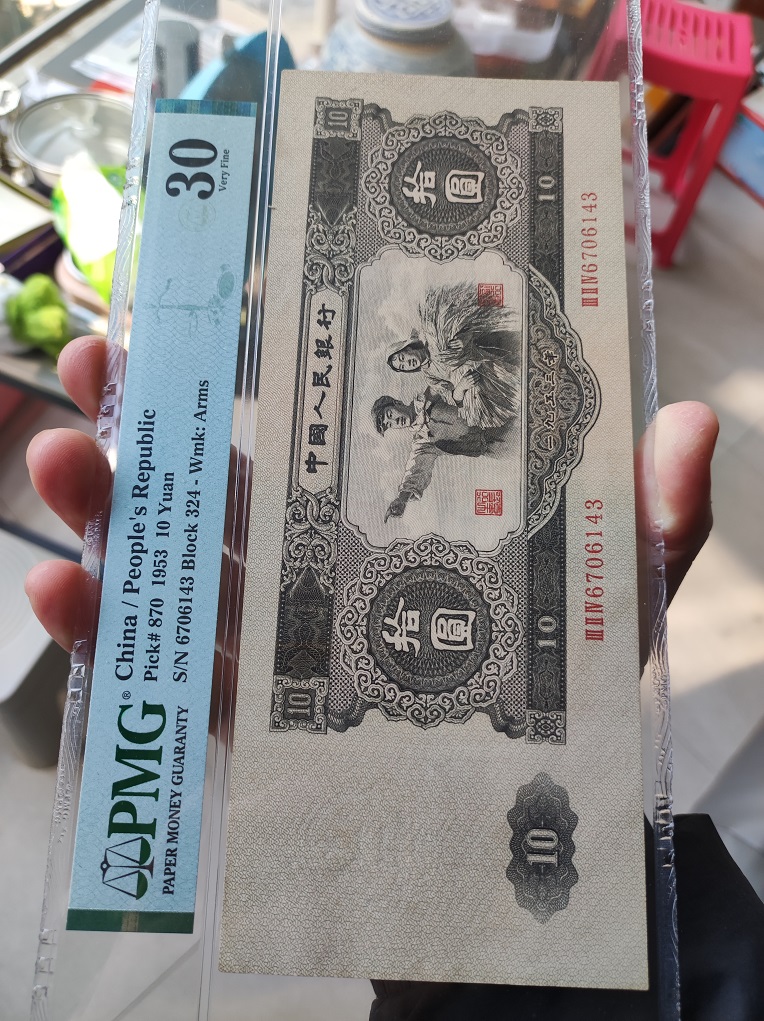 PMG®
PAPER MONEY GUARANTY
China / People's Republic
Pick# 870 1953 10 Yuan
S/N 6706143 Block 324 - Wmk: Arms
30
Very Fine
10
10
中國人民銀行
拾圓
拾圓
10
10
10
一九五三年
ⅢⅡⅣ6706143
ⅢⅡⅣ6706143